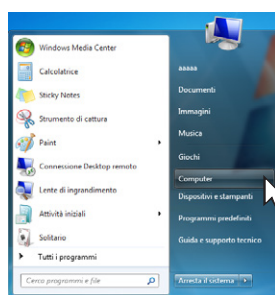 Windows Media Center
Calcolatrice
Sticky Notes
Strumento di cattura
Paint
Connessione Desktop remoto
Lente di ingrandimento
Attività iniziali
Solitario
Tutti i programmi
Cerca programmi e file
aaaaa
Documenti
Immagini
Musica
Giochi
Computer
Dispositivi e stampanti
Programmi predefiniti
Guida e supporto tecnico
Arresta il sistema